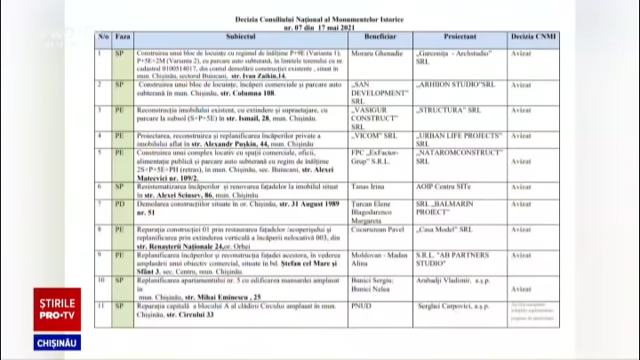 Decizia Consiliului Național al Monumentelor Istorice
nr. 07 din 17 mai 2021
N/o Faza Subiectul Beneficiar Proiectant Decizia CNMI
1 SP Construirea unui bloc de locuințe cu regimul de înălțime P+9E (Varianta 1); Moraru Ghenadie „Garconița - Archstudio” Avizat
P+5E+2M (Varianta 2), cu parcare auto subterană, în limitele terenului cu nr. SRL
cadastral 0100514017, din contul demolării construcției existente, situat în
mun. Chișinău, sectorul Buiucani, str. Ivan Zaikin,14.
2 SP Construirea unui bloc de locuințe, încăperi comerciale și parcare auto „SAN „ARHIBON STUDIO”SRL Avizat
subterană în mun. Chișinău, str. Columna 108. DEVELOPMENT”
SRL
3 PE Reconstrucția imobilului existent, cu extindere și supraetajare, cu „VASIGUR „STRUCTURA” SRL Avizat
parcare la subsol (S+P+5E) în str. Ismail, 28, mun. Chișinău CONSTRUCT”
SRL
4 PE Proiectarea, reconstruirea și replanificarea încăperilor private a „VICOM” SRL „URBAN LIFE PROJECTS” Avizat
imobilului aflat în str. Alexandr Pușkin, 44, mun. Chișinău SRL
5 PE Construirea unui complex locativ cu spații comerciale, oficii, FPC „ExFactor- „NATAROMCONSTRUCT” Avizat
alimentație publică și parcare auto subterană cu regim de înălțime Grup” S.R.L. SRL
2S+P+5E+PH (retras), în mun. Chișinău, sec. Buiucani, str. Alexei
Mateevici nr. 109/2.
6 SP Resistematizarea încăperilor și renovarea fațadelor la imobilul situat Tanas Irina AOIP Centru SITe Avizat
în str. Alexei Sciusev, 86, mun. Chișinău
7 PD Demolarea construcțiilor situate în or. Chișinău, str. 31 August 1989 Turcan Elene SRL „BALMARIN Avizat
nr. 51 Blagodarenco PROIECT”
Margareta
8 PE Reparația construcției 01 prin restaurarea fațadelor /acoperișului și Cucuruzean Pavel „Casa Model” SRL Avizat
replanificarea prin extinderea verticală a încăperii nelocative 003, din
str. Renașterii Naționale 24,or. Orhei
9 PE Replanificarea încăperilor și reconstrucția fațadei acestora, în vederea Moldovan - Madan S.R.L. "AB PARTNERS Avizat
amplasării unui obiectiv comercial, situate în bd. Ștefan cel Mare și Alina STUDIO"
Sfânt 3, sec. Centru, mun. Chișinău
10 SP Replanificarea apartamentului nr. 5 cu edificarea mansardei amplasat Bunici Sergiu Arabadji Vladimir, a.ș.p. Avizat
în Bunici Nelea
mun. Chișinău, str. Mihai Eminescu, 25
11 SP Reparația capitală a blocului A al clădirii Circului amplasat în mun. PNUD Serghei Carpovici, a.ș.p.
Chișinău, str. Circului 33
ȘTIRILE
PRO•TV
CHIȘINĂU